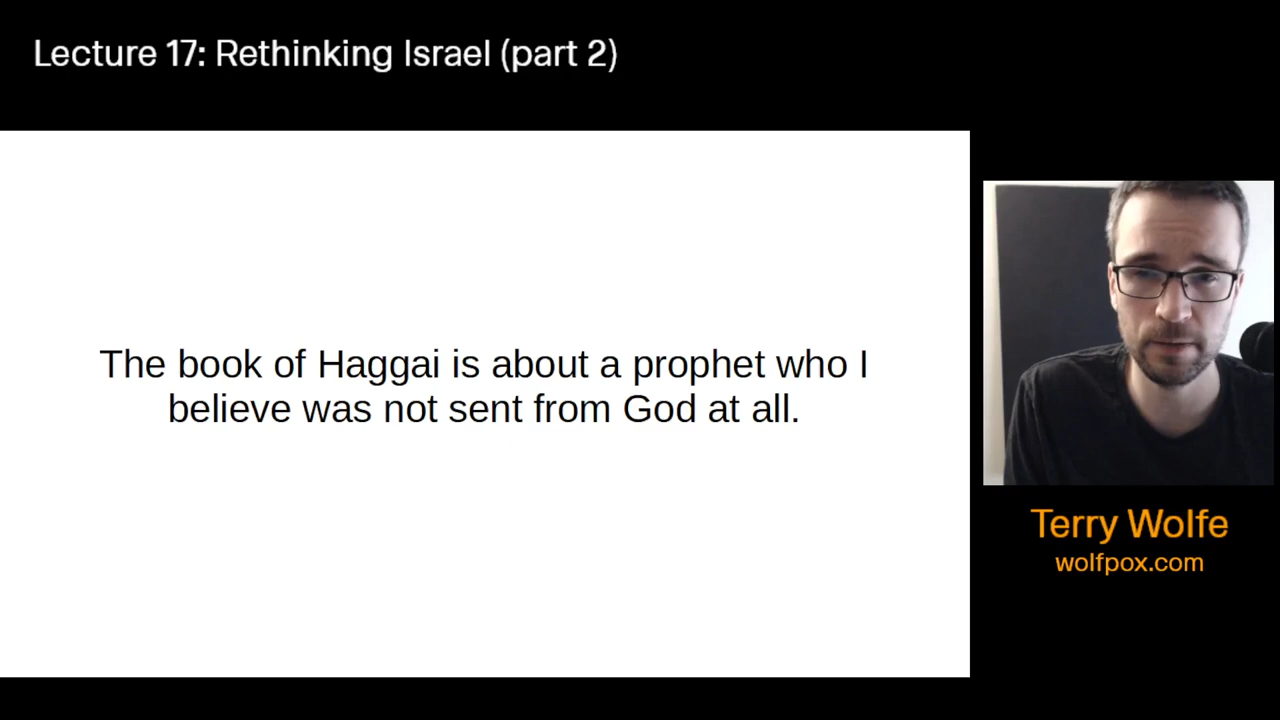 Lecture 17: Rethinking Israel (part 2)
The book of Haggai is about a prophet who I
believe was not sent from God at all.
Terry Wolfe
wolfpox.com